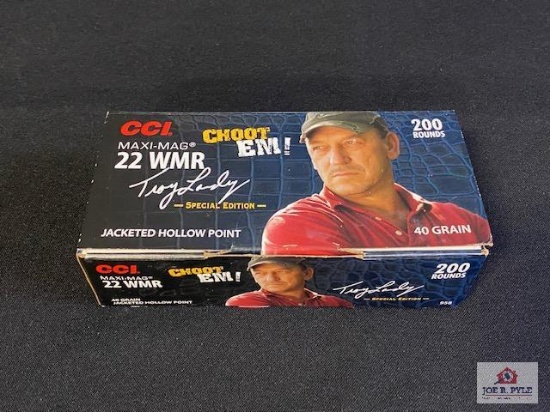 CCI.
MAXI-MAG®
22 WMR
CHOOT
EM!
200
ROUNDS
Troy Landry
— SPECIAL EDITION —
JACKETED HOLLOW POINT
40 GRAIN
CCI.
MAXI-MAG®
22 WMR
CHOOT
EM!
200
ROUNDS
40 GRAIN
JACKETED HOLLOW POINT
Troy Landry
— SPECIAL EDITION —
958
JOE R. PYLE